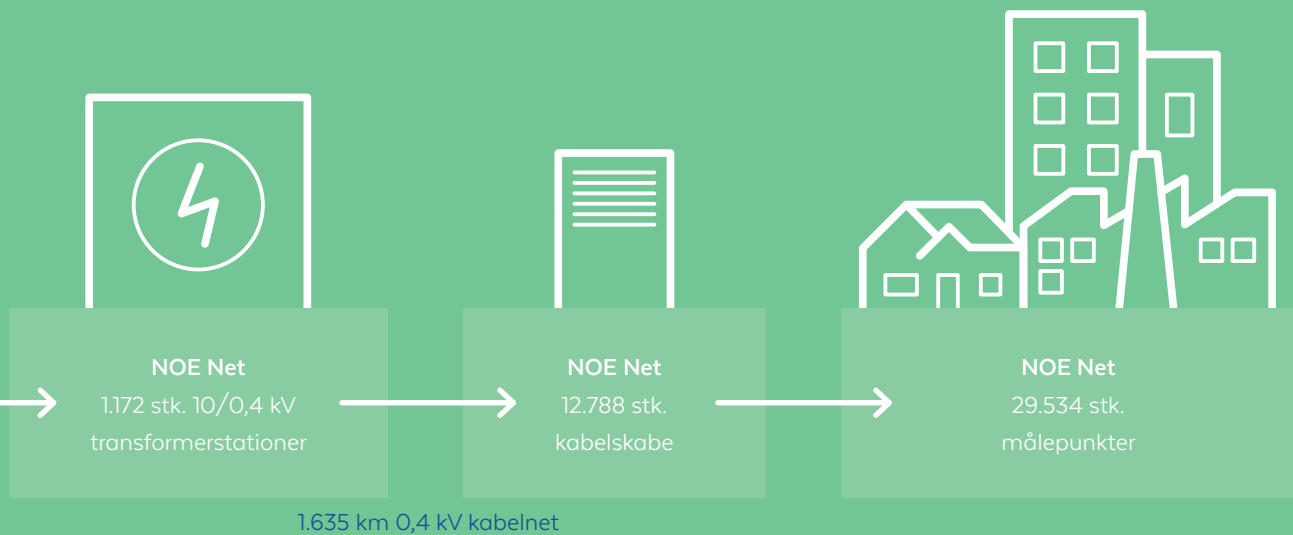 NOE Net
1.172 stk. 10/0,4 kV
transformerstationer
NOE Net
12.788 stk.
kabelskabe
NOE Net
29.534 stk.
målepunkter
1.635 km 0,4 kV kabelnet